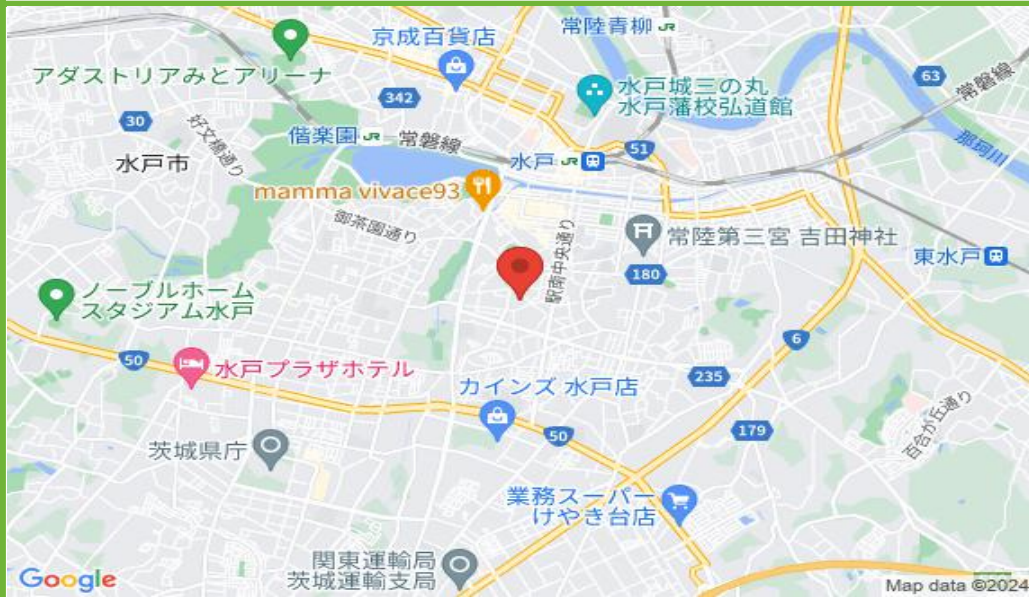 常陸青柳 JR
京成百貨店
アダストリアみとアリーナ
63
常磐線
342
水戸城三の丸
水戸藩校弘道館
30
好文橋通り
偕楽園 JR
常磐線
51
那珂川
水戸市
水戸 JR
mamma vivace93
御茶園通り
駅南中央通り
常陸第三宮 吉田神社
東水戸
180
ノーブルホーム
スタジアム水戸
6
50
水戸プラザホテル
235
カインズ 水戸店
百合が丘通り
179
50
茨城県庁
業務スーパー
けやき台店
関東運輸局
茨城運輸支局
Google
Map data ©2024